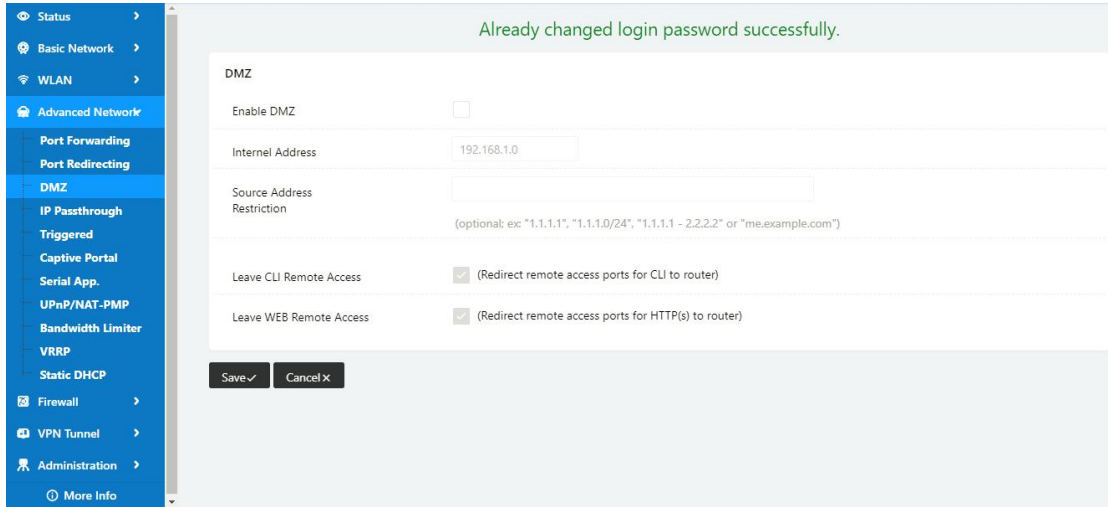 Status
Basic Network
WLAN
Advanced Network
Port Forwarding
Port Redirecting
DMZ
IP Passthrough
Triggered
Captive Portal
Serial App.
UPnP/NAT-PMP
Bandwidth Limiter
VRRP
Static DHCP
Firewall
VPN Tunnel
Administration
More Info
Already changed login password successfully.
DMZ
Enable DMZ
Internel Address 192.168.1.0
Source Address
Restriction
(optional; ex: "1.1.1.1", "1.1.1.0/24", "1.1.1.1 - 2.2.2.2" or "me.example.com")
Leave CLI Remote Access (Redirect remote access ports for CLI to router)
Leave WEB Remote Access (Redirect remote access ports for HTTP(s) to router)
Save Cancel